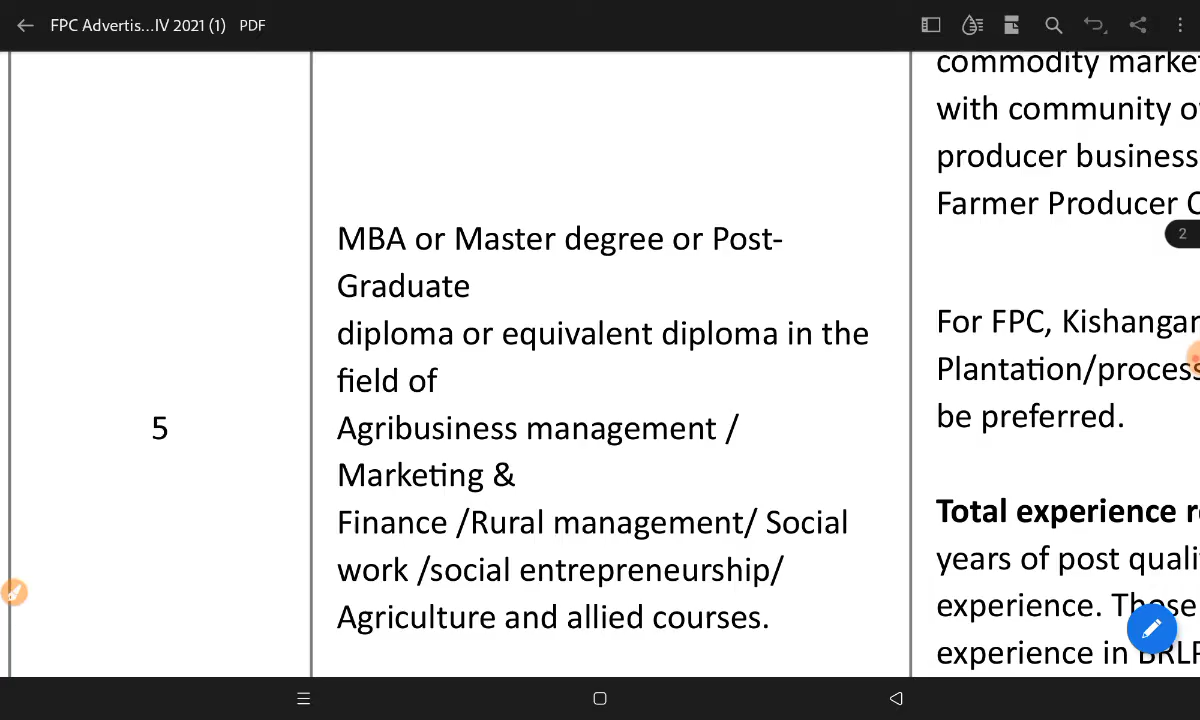 FPC Advertis...IV 2021 (1) PDF
5
MBA or Master degree or Post-
Graduate
diploma or equivalent diploma in the
field of
Agribusiness management /
Marketing &
Finance /Rural management/ Social
work /social entrepreneurship/
Agriculture and allied courses.
commodity marke
with community o
producer business
Farmer Producer C
2
For FPC, Kishangan
Plantation/process
be preferred.
Total experience r
years of post quali
experience. Those
experience in BRLP